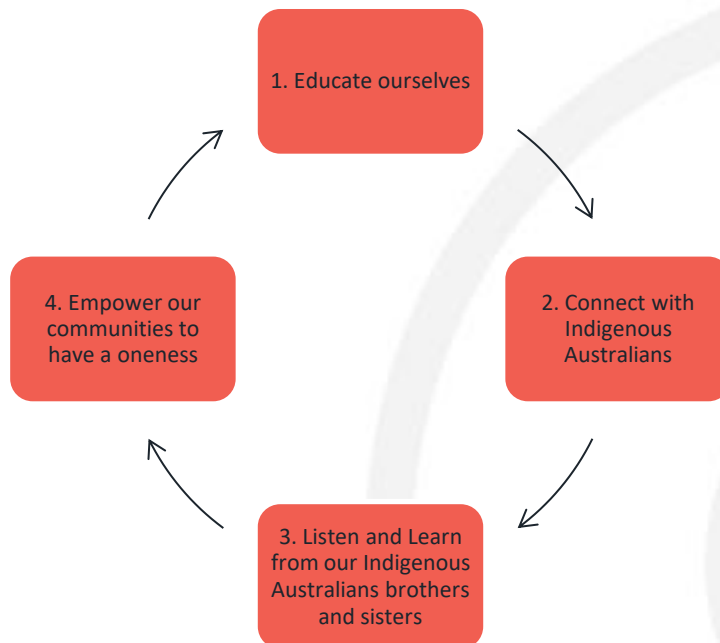 1. Educate ourselves
2. Connect with
Indigenous
Australians
3. Listen and Learn
from our Indigenous
Australians brothers
and sisters
4. Empower our
communities to
have a oneness